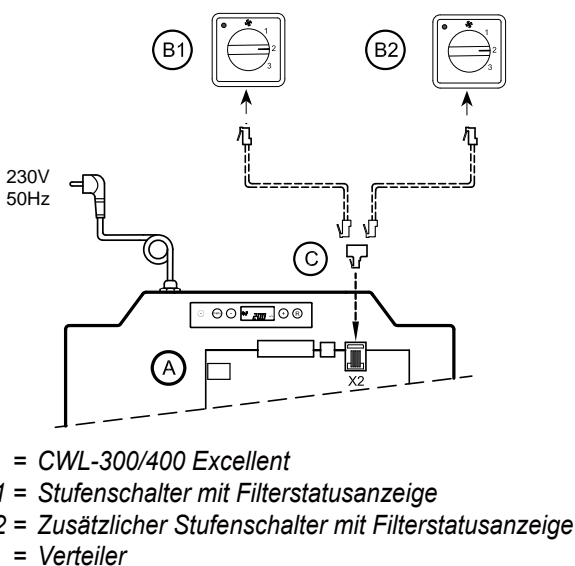 B1
1
2
3
B2
1
2
3
230V
50Hz
C
200
R
A
X2
= CWL-300/400 Excellent
1 = Stufenschalter mit Filterstatusanzeige
2 = Zusätzlicher Stufenschalter mit Filterstatusanzeige
= Verteiler